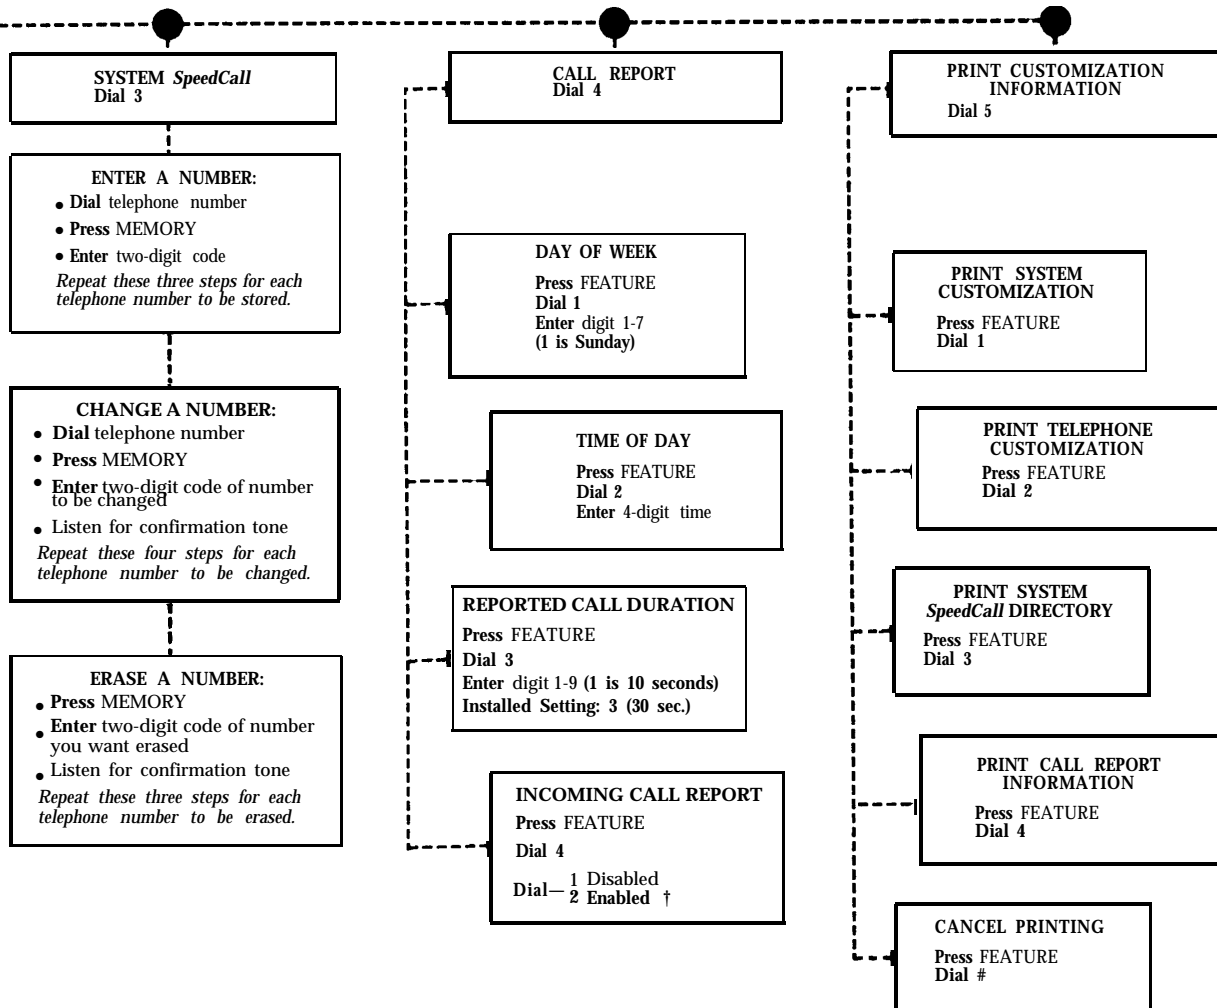 SYSTEM SpeedCall
Dial 3
ENTER A NUMBER:
• Dial telephone number
• Press MEMORY
• Enter two-digit code
Repeat these three steps for each
telephone number to be stored.
CHANGE A NUMBER:
• Dial telephone number
• Press MEMORY
• Enter two-digit code of number
to be changed
• Listen for confirmation tone
Repeat these four steps for each
telephone number to be changed.
ERASE A NUMBER:
• Press MEMORY
• Enter two-digit code of number
you want erased
• Listen for confirmation tone
Repeat these three steps for each
telephone number to be erased.
CALL REPORT
Dial 4
DAY OF WEEK
Press FEATURE
Dial 1
Enter digit 1-7
(1 is Sunday)
TIME OF DAY
Press FEATURE
Dial 2
Enter 4-digit time
REPORTED CALL DURATION
Press FEATURE
Dial 3
Enter digit 1-9 (1 is 10 seconds)
Installed Setting: 3 (30 sec.)
INCOMING CALL REPORT
Press FEATURE
Dial 4
Dial— 1 Disabled
2 Enabled †
PRINT CUSTOMIZATION
INFORMATION
Dial 5
PRINT SYSTEM
CUSTOMIZATION
Press FEATURE
Dial 1
PRINT TELEPHONE
CUSTOMIZATION
Press FEATURE
Dial 2
PRINT SYSTEM
SpeedCall DIRECTORY
Press FEATURE
Dial 3
PRINT CALL REPORT
INFORMATION
Press FEATURE
Dial 4
CANCEL PRINTING
Press FEATURE
Dial #